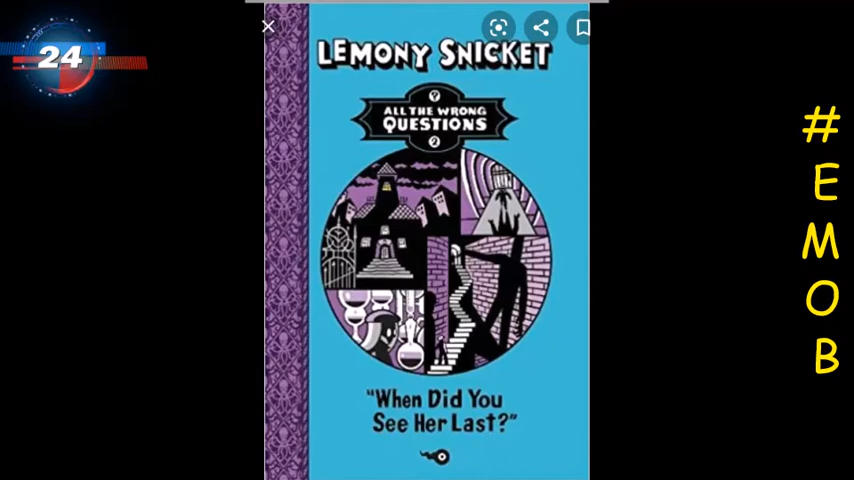 24
LEMONY SNICKET
?
ALL THE WRONG
QUESTIONS
2
"When Did You
See Her Last?"
#
E
M
O
B